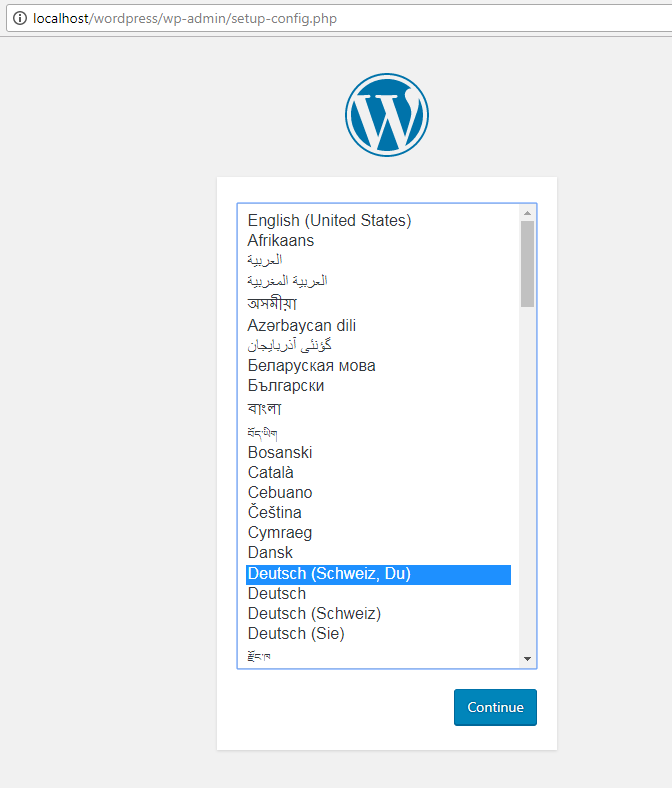 localhost/wordpress/wp-admin/setup-config.php
English (United States)
Afrikaans
العربية
العربية المغربية
অসমীয়া
Azərbaycan dili
گؤنئی آذربایجان
Беларуская мова
Български
বাংলা
བོད་ཡིག
Bosanski
Català
Cebuano
Čeština
Cymraeg
Dansk
Deutsch (Schweiz, Du)
Deutsch
Deutsch (Schweiz)
Deutsch (Sie)
རྫོང་ཁ
Continue